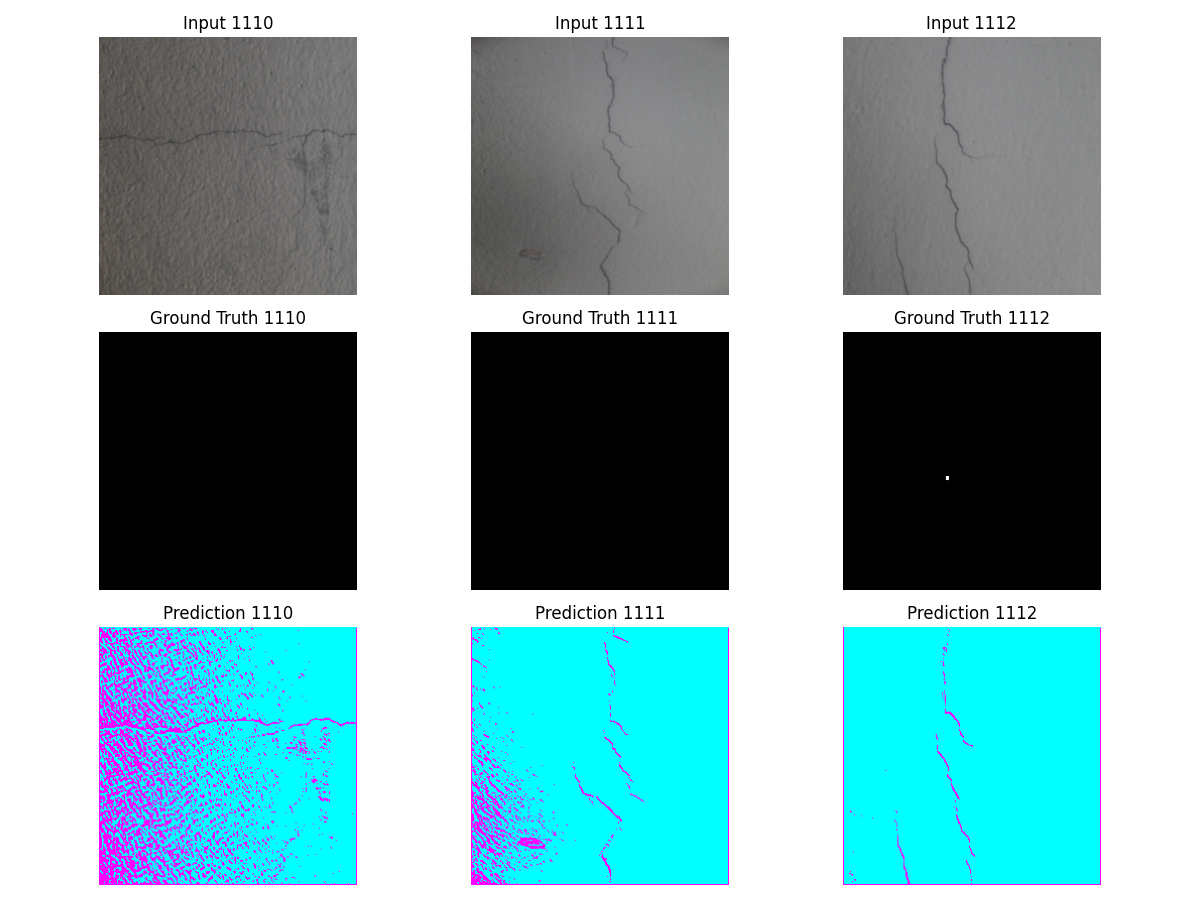 Input 1110
Input 1111
Input 1112
Ground Truth 1110
Ground Truth 1111
Ground Truth 1112
Prediction 1110
Prediction 1111
Prediction 1112